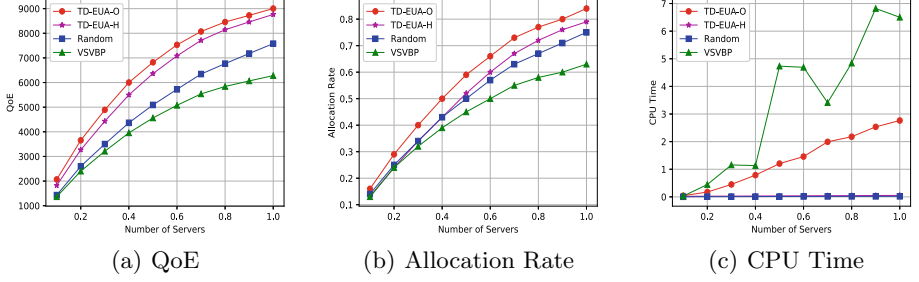 9000
8000
7000
6000
5000
4000
3000
2000
1000
QoE
TD-EUA-O
TD-EUA-H
Random
VSVBP
0.2 0.4 0.6 0.8 1.0
Number of Servers
(a) QoE
0.8
0.7
0.6
0.5
0.4
0.3
0.2
0.1
Allocation Rate
TD-EUA-O
TD-EUA-H
Random
VSVBP
0.2 0.4 0.6 0.8 1.0
Number of Servers
(b) Allocation Rate
7
6
5
4
3
2
1
0
CPU Time
TD-EUA-O
TD-EUA-H
Random
VSVBP
0.2 0.4 0.6 0.8 1.0
Number of Servers
(c) CPU Time